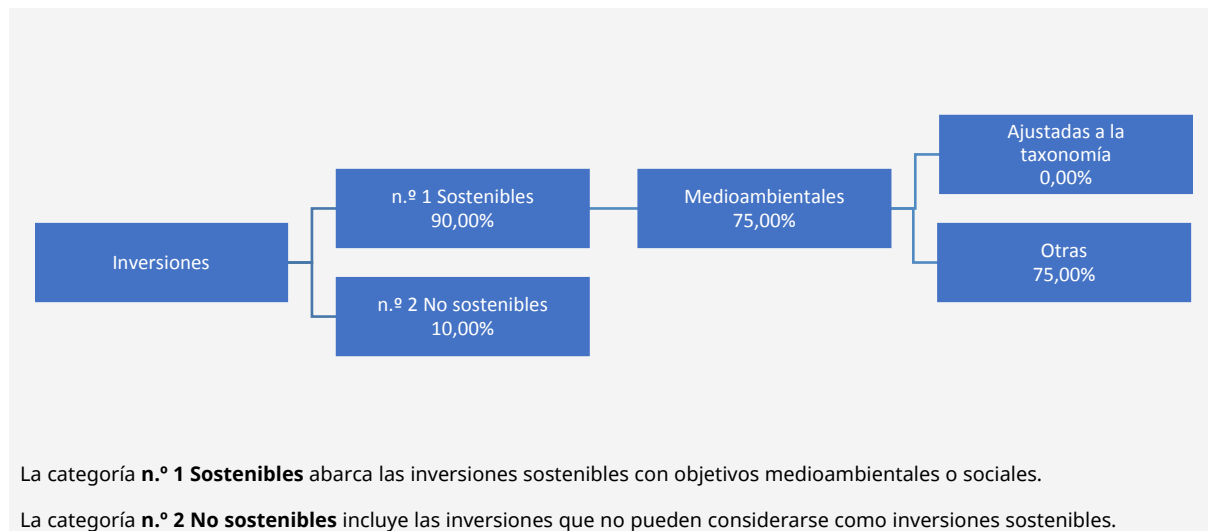 Inversiones
n.º 1 Sostenibles
90,00%
n.º 2 No sostenibles
10,00%
Medioambientales
75,00%
Ajustadas a la
taxonomía
0,00%
Otras
75,00%
La categoría n.º 1 Sostenibles abarca las inversiones sostenibles con objetivos medioambientales o sociales.
La categoría n.º 2 No sostenibles incluye las inversiones que no pueden considerarse como inversiones sostenibles.